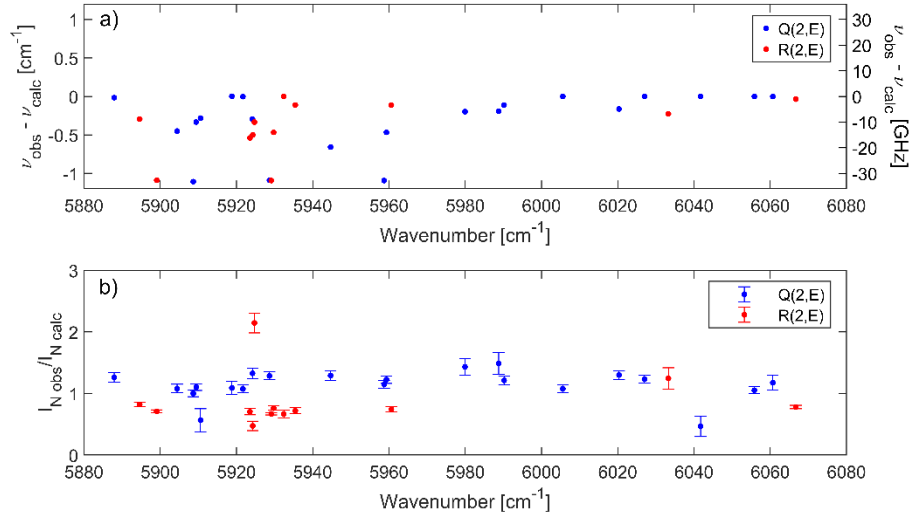 a)
1
0.5
0
-0.5
-1
ν_obs - ν_calc [cm⁻¹]
30
20
10
0
-10
-20
-30
ν_obs - ν_calc [GHz]
Q(2,E)
R(2,E)
5880 5900 5920 5940 5960 5980 6000 6020 6040 6060 6080
Wavenumber [cm⁻¹]
b)
3
2
1
0
I_N obs/I_N calc
Q(2,E)
R(2,E)
5880 5900 5920 5940 5960 5980 6000 6020 6040 6060 6080
Wavenumber [cm⁻¹]